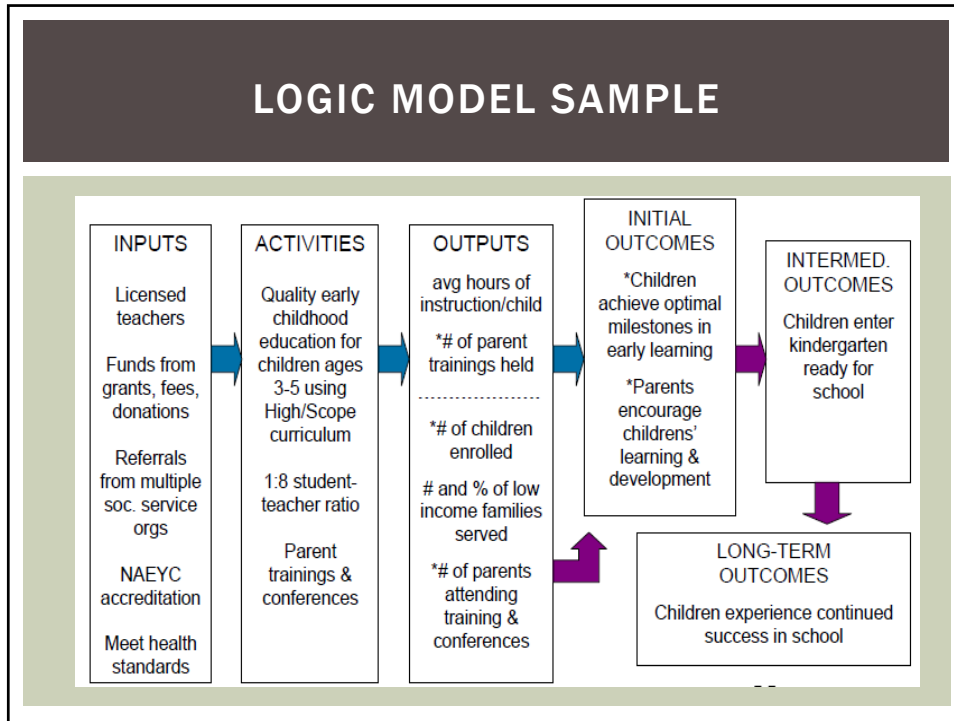 LOGIC MODEL SAMPLE
INPUTS
Licensed
teachers
Funds from
grants, fees,
donations
Referrals
from multiple
soc. service
orgs
NAEYC
accreditation
Meet health
standards
ACTIVITIES
Quality early
childhood
education for
children ages
3-5 using
High/Scope
curriculum
1:8 student-
teacher ratio
Parent
trainings &
conferences
OUTPUTS
avg hours of
instruction/child
*# of parent
trainings held
*# of children
enrolled
# and % of low
income families
served
*# of parents
attending
training &
conferences
INITIAL
OUTCOMES
*Children
achieve optimal
milestones in
early learning
*Parents
encourage
childrens'
learning &
development
INTERMED.
OUTCOMES
Children enter
kindergarten
ready for
school
LONG-TERM
OUTCOMES
Children experience continued
success in school